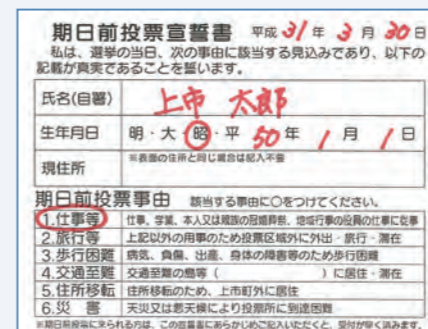 期日前投票宣誓書 平成31年3月30日
私は、選挙の当日、次の事由に該当する見込みであり、以下の
記載が真実であることを誓います。
氏名(自署) 上市 太郎
生年月日 明・大・昭・平 50年 1月 1日
現住所 ※表面の住所と同じ場合は記入不要
期日前投票事由 該当する事由に○をつけてください。
1.仕事等 仕事、学業、本人又は親族の冠婚葬祭、地域行事の役員の仕事に従事
2.旅行等 上記以外の用事のため投票区域外に外出・旅行・滞在
3.歩行困難 病気、負傷、出産、身体の障害等のため歩行困難
4.交通至難 交通至難の島等( )に居住・滞在
5.住所移転 住所移転のため、上市町外に居住
6.災害 天災又は悪天候により投票所に到達困難
※期日前投票に来られる方は、この宣誓書にあらかじめご記入いただくと、受付が早く済みます。